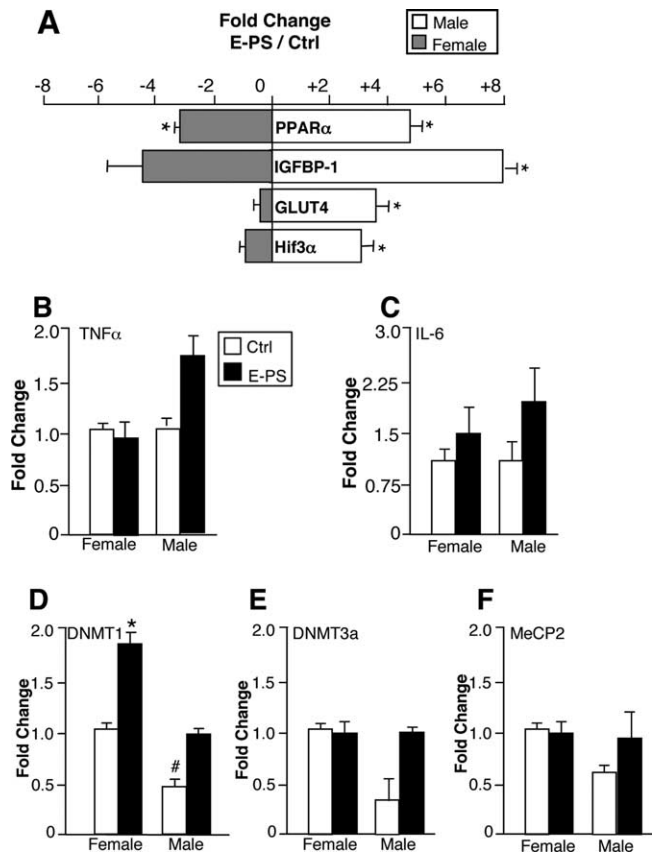 A
Fold Change
E-PS / Ctrl
Male
Female
-8 -6 -4 -2 0 +2 +4 +6 +8
* PPARα *
IGFBP-1 *
GLUT4 *
Hif3α *
B
TNFα
2.0
1.5
1.0
0.5
0
Fold Change
Female Male
Ctrl
E-PS
C
IL-6
3.0
2.25
1.5
0.75
0
Fold Change
Female Male
D
DNMT1
2.0
1.5
1.0
0.5
0
Fold Change
*
#
Female Male
E
DNMT3a
2.0
1.5
1.0
0.5
0
Fold Change
Female Male
F
MeCP2
2.0
1.5
1.0
0.5
0
Fold Change
Female Male